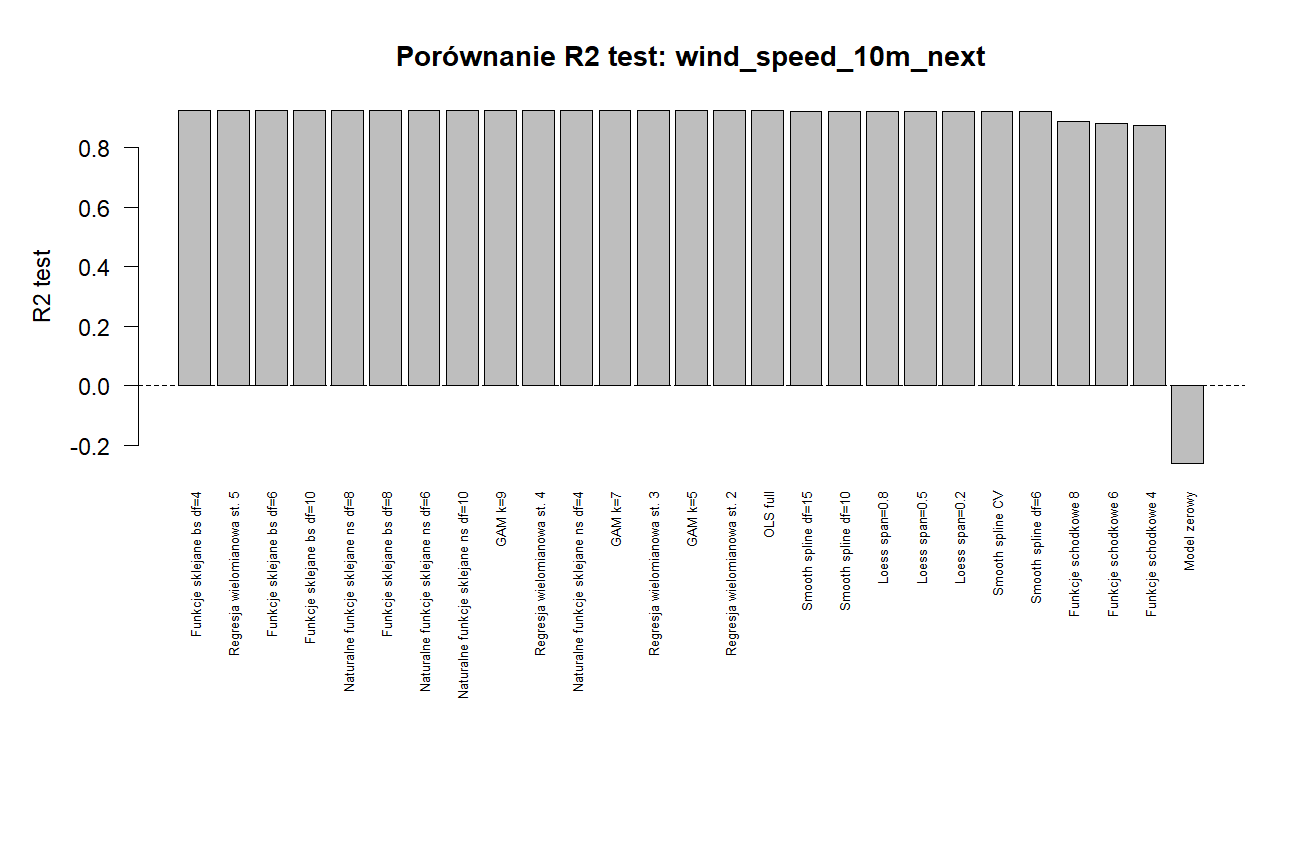 Porównanie R2 test: wind_speed_10m_next
R2 test
0.8
0.6
0.4
0.2
0.0
-0.2
Funkcje sklejane bs df=4
Regresja wielomianowa st. 5
Funkcje sklejane bs df=6
Funkcje sklejane bs df=10
Naturalne funkcje sklejane ns df=8
Funkcje sklejane bs df=8
Naturalne funkcje sklejane ns df=6
Naturalne funkcje sklejane ns df=10
GAM k=9
Regresja wielomianowa st. 4
Naturalne funkcje sklejane ns df=4
GAM k=7
Regresja wielomianowa st. 3
GAM k=5
Regresja wielomianowa st. 2
OLS full
Smooth spline df=15
Smooth spline df=10
Loess span=0.8
Loess span=0.5
Loess span=0.2
Smooth spline CV
Smooth spline df=6
Funkcje schodkowe 8
Funkcje schodkowe 6
Funkcje schodkowe 4
Model zerowy